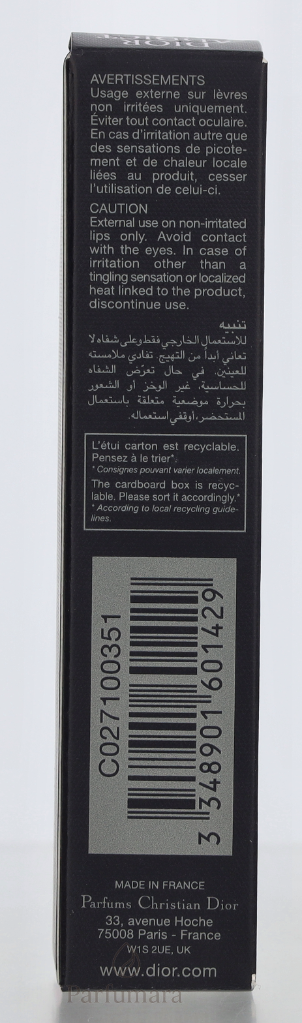 DIOR
AVERTISSEMENTS
Usage externe sur lèvres
non irritées uniquement.
Éviter tout contact oculaire.
En cas d'irritation autre que
des sensations de picote-
ment et de chaleur locale
liées au produit, cesser
l'utilisation de celui-ci.
CAUTION
External use on non-irritated
lips only. Avoid contact
with the eyes. In case of
irritation other than a
tingling sensation or localized
heat linked to the product,
discontinue use.
تنبيه
للاستعمال الخارجي فقط وعلى شفاه لا
تعاني أبداً من التهيج. تفادي ملامسته
للعينين. في حال تعرّض الشفاه
للحساسية، غير الوخز أو الشعور
بحرارة موضعية متعلقة باستعمال
المستحضر، أوقفي استعماله.
L'étui carton est recyclable.
Pensez à le trier*.
* Consignes pouvant varier localement.
The cardboard box is recyc-
lable. Please sort it accordingly.*
* According to local recycling guide-
lines.
C027100351
3 348901 601429
MADE IN FRANCE
Parfums Christian Dior
33, avenue Hoche
75008 Paris - France
W1S 2UE, UK
www.dior.com
Parfumara